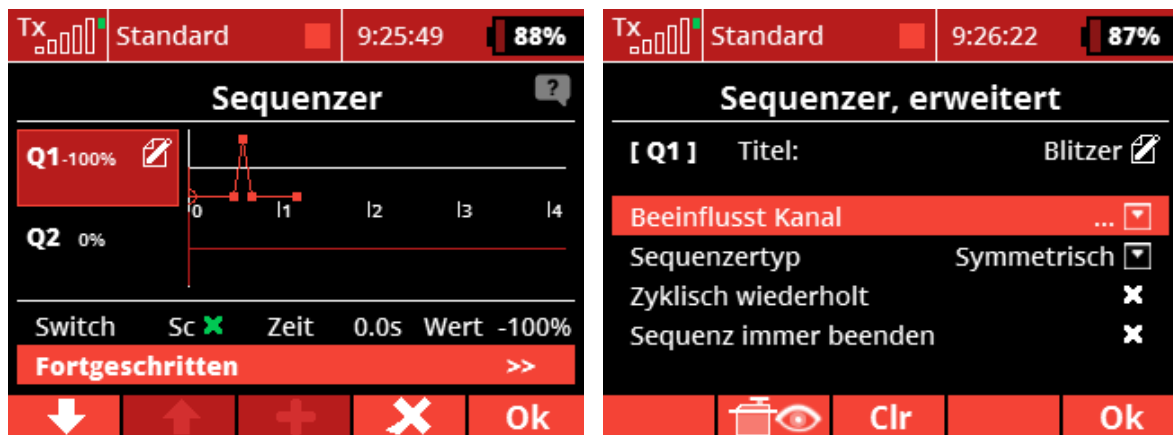 Tx Standard 9:25:49 88%
Sequenzer ?
Q1 -100%
0 1 2 3 4
Q2 0%
Switch Sc Zeit 0.0s Wert -100%
Fortgeschritten >>
Ok
Tx Standard 9:26:22 87%
Sequenzer, erweitert
[ Q1 ] Titel: Blitzer
Beeinflusst Kanal ...
Sequenzertyp Symmetrisch
Zyklisch wiederholt
Sequenz immer beenden
Clr Ok